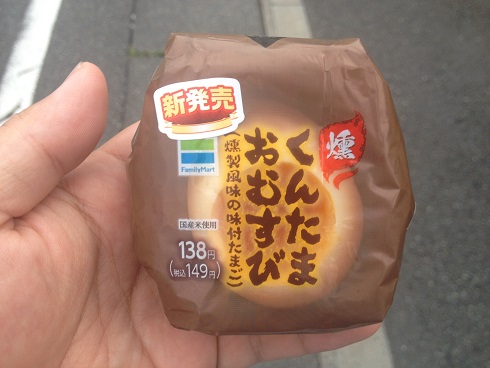 新発売
FamilyMart
燻
くんたま
おむすび
(燻製風味の味付たまご)
国産米使用
138円
(税込149円)